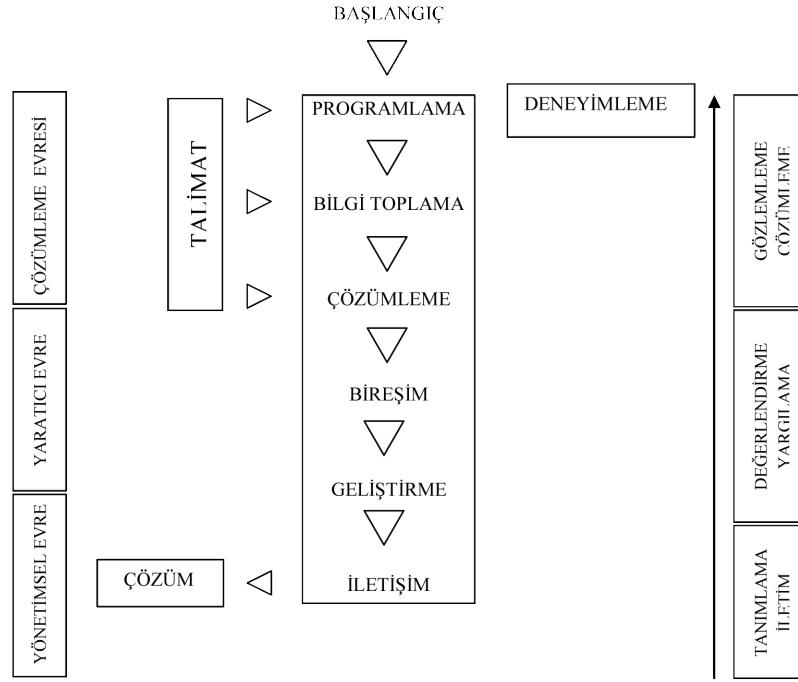 BAŞLANGIÇ
ÇÖZÜMLEME EVRESİ
YARATICI EVRE
YÖNETİMSEL EVRE
TALİMAT
PROGRAMLAMA
BİLGİ TOPLAMA
ÇÖZÜMLEME
BİREŞİM
GELİŞTİRME
İLETİŞİM
ÇÖZÜM
DENEYİMLEME
GÖZLEMLEME
ÇÖZÜMLEME
DEĞERLENDİRME
YARGILAMA
TANIMLAMA
İLETİM